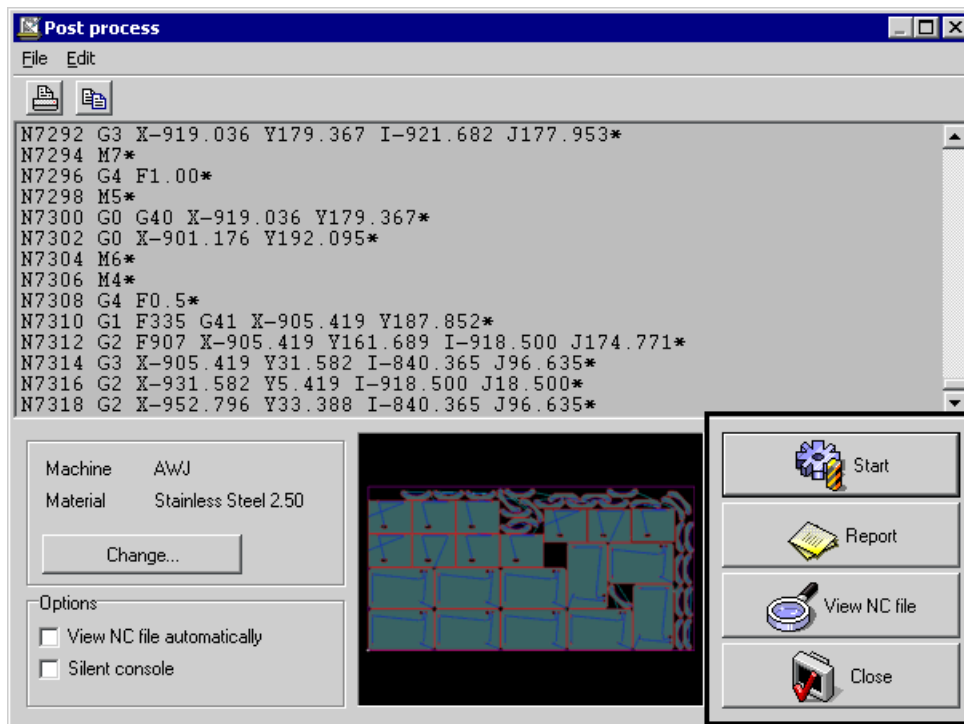 Post process
File Edit
N7292 G3 X-919.036 Y179.367 I-921.682 J177.953*
N7294 M7*
N7296 G4 F1.00*
N7298 M5*
N7300 G0 G40 X-919.036 Y179.367*
N7302 G0 X-901.176 Y192.095*
N7304 M6*
N7306 M4*
N7308 G4 F0.5*
N7310 G1 F335 G41 X-905.419 Y187.852*
N7312 G2 F907 X-905.419 Y161.689 I-918.500 J174.771*
N7314 G3 X-905.419 Y31.582 I-840.365 J96.635*
N7316 G2 X-931.582 Y5.419 I-918.500 J18.500*
N7318 G2 X-952.796 Y33.388 I-840.365 J96.635*
Machine AWJ
Material Stainless Steel 2.50
Change...
Options
View NC file automatically
Silent console
Start
Report
View NC file
Close